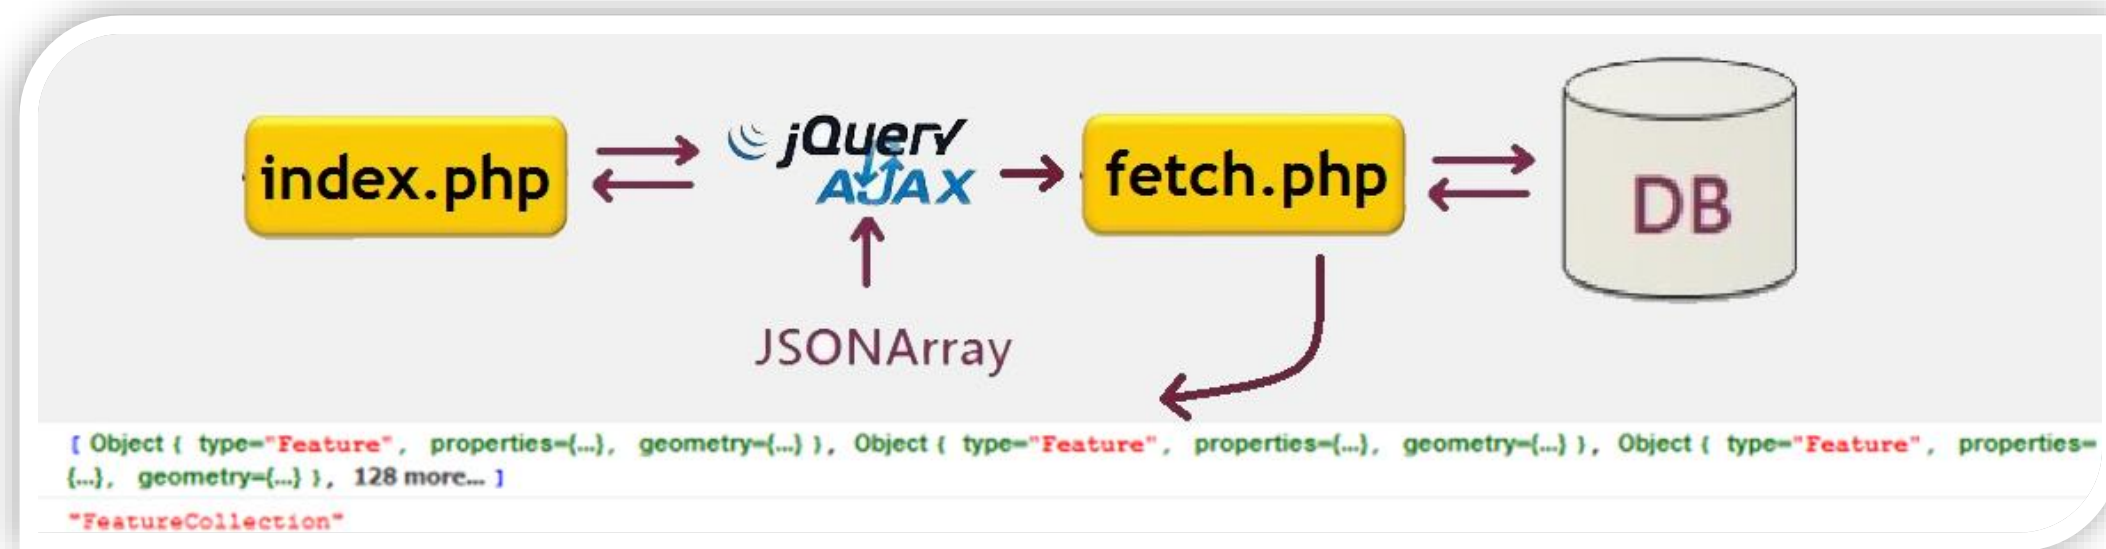 index.php
jQuery
AJAX
fetch.php
DB
JSONArray
[ Object { type="Feature", properties={...}, geometry={...} }, Object { type="Feature", properties={...}, geometry={...} }, Object { type="Feature", properties=
{...}, geometry={...} }, 128 more... ]
"FeatureCollection"